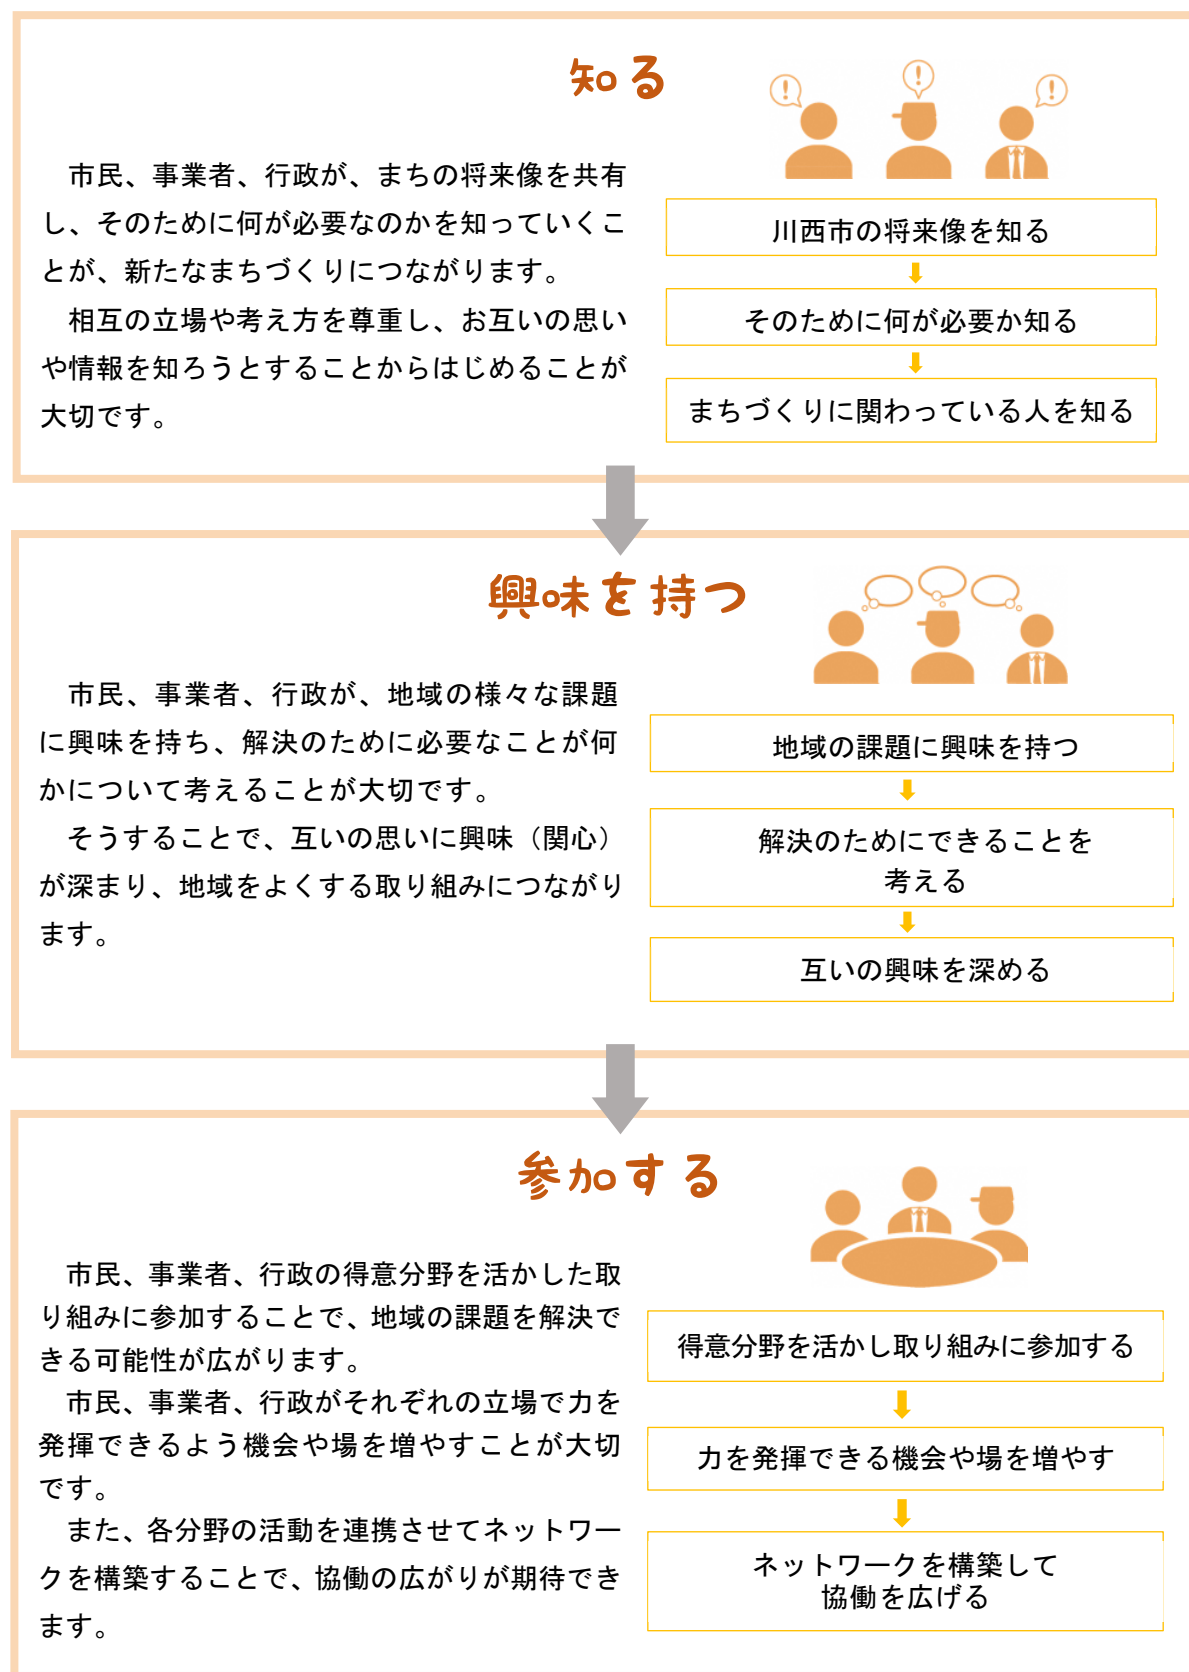 知る
市民、事業者、行政が、まちの将来像を共有
し、そのために何が必要なのかを知っていくこ
とが、新たなまちづくりにつながります。
相互の立場や考え方を尊重し、お互いの思い
や情報を知ろうとすることからはじめることが
大切です。
川西市の将来像を知る
そのために何が必要か知る
まちづくりに関わっている人を知る
興味を持つ
市民、事業者、行政が、地域の様々な課題
に興味を持ち、解決のために必要なことが何
かについて考えることが大切です。
そうすることで、互いの思いに興味（関心）
が深まり、地域をよくする取り組みにつながり
ます。
地域の課題に興味を持つ
解決のためにできることを
考える
互いの興味を深める
参加する
市民、事業者、行政の得意分野を活かした取
り組みに参加することで、地域の課題を解決で
きる可能性が広がります。
市民、事業者、行政がそれぞれの立場で力を
発揮できるよう機会や場を増やすことが大切
です。
また、各分野の活動を連携させてネットワー
クを構築することで、協働の広がりが期待でき
ます。
得意分野を活かし取り組みに参加する
力を発揮できる機会や場を増やす
ネットワークを構築して
協働を広げる